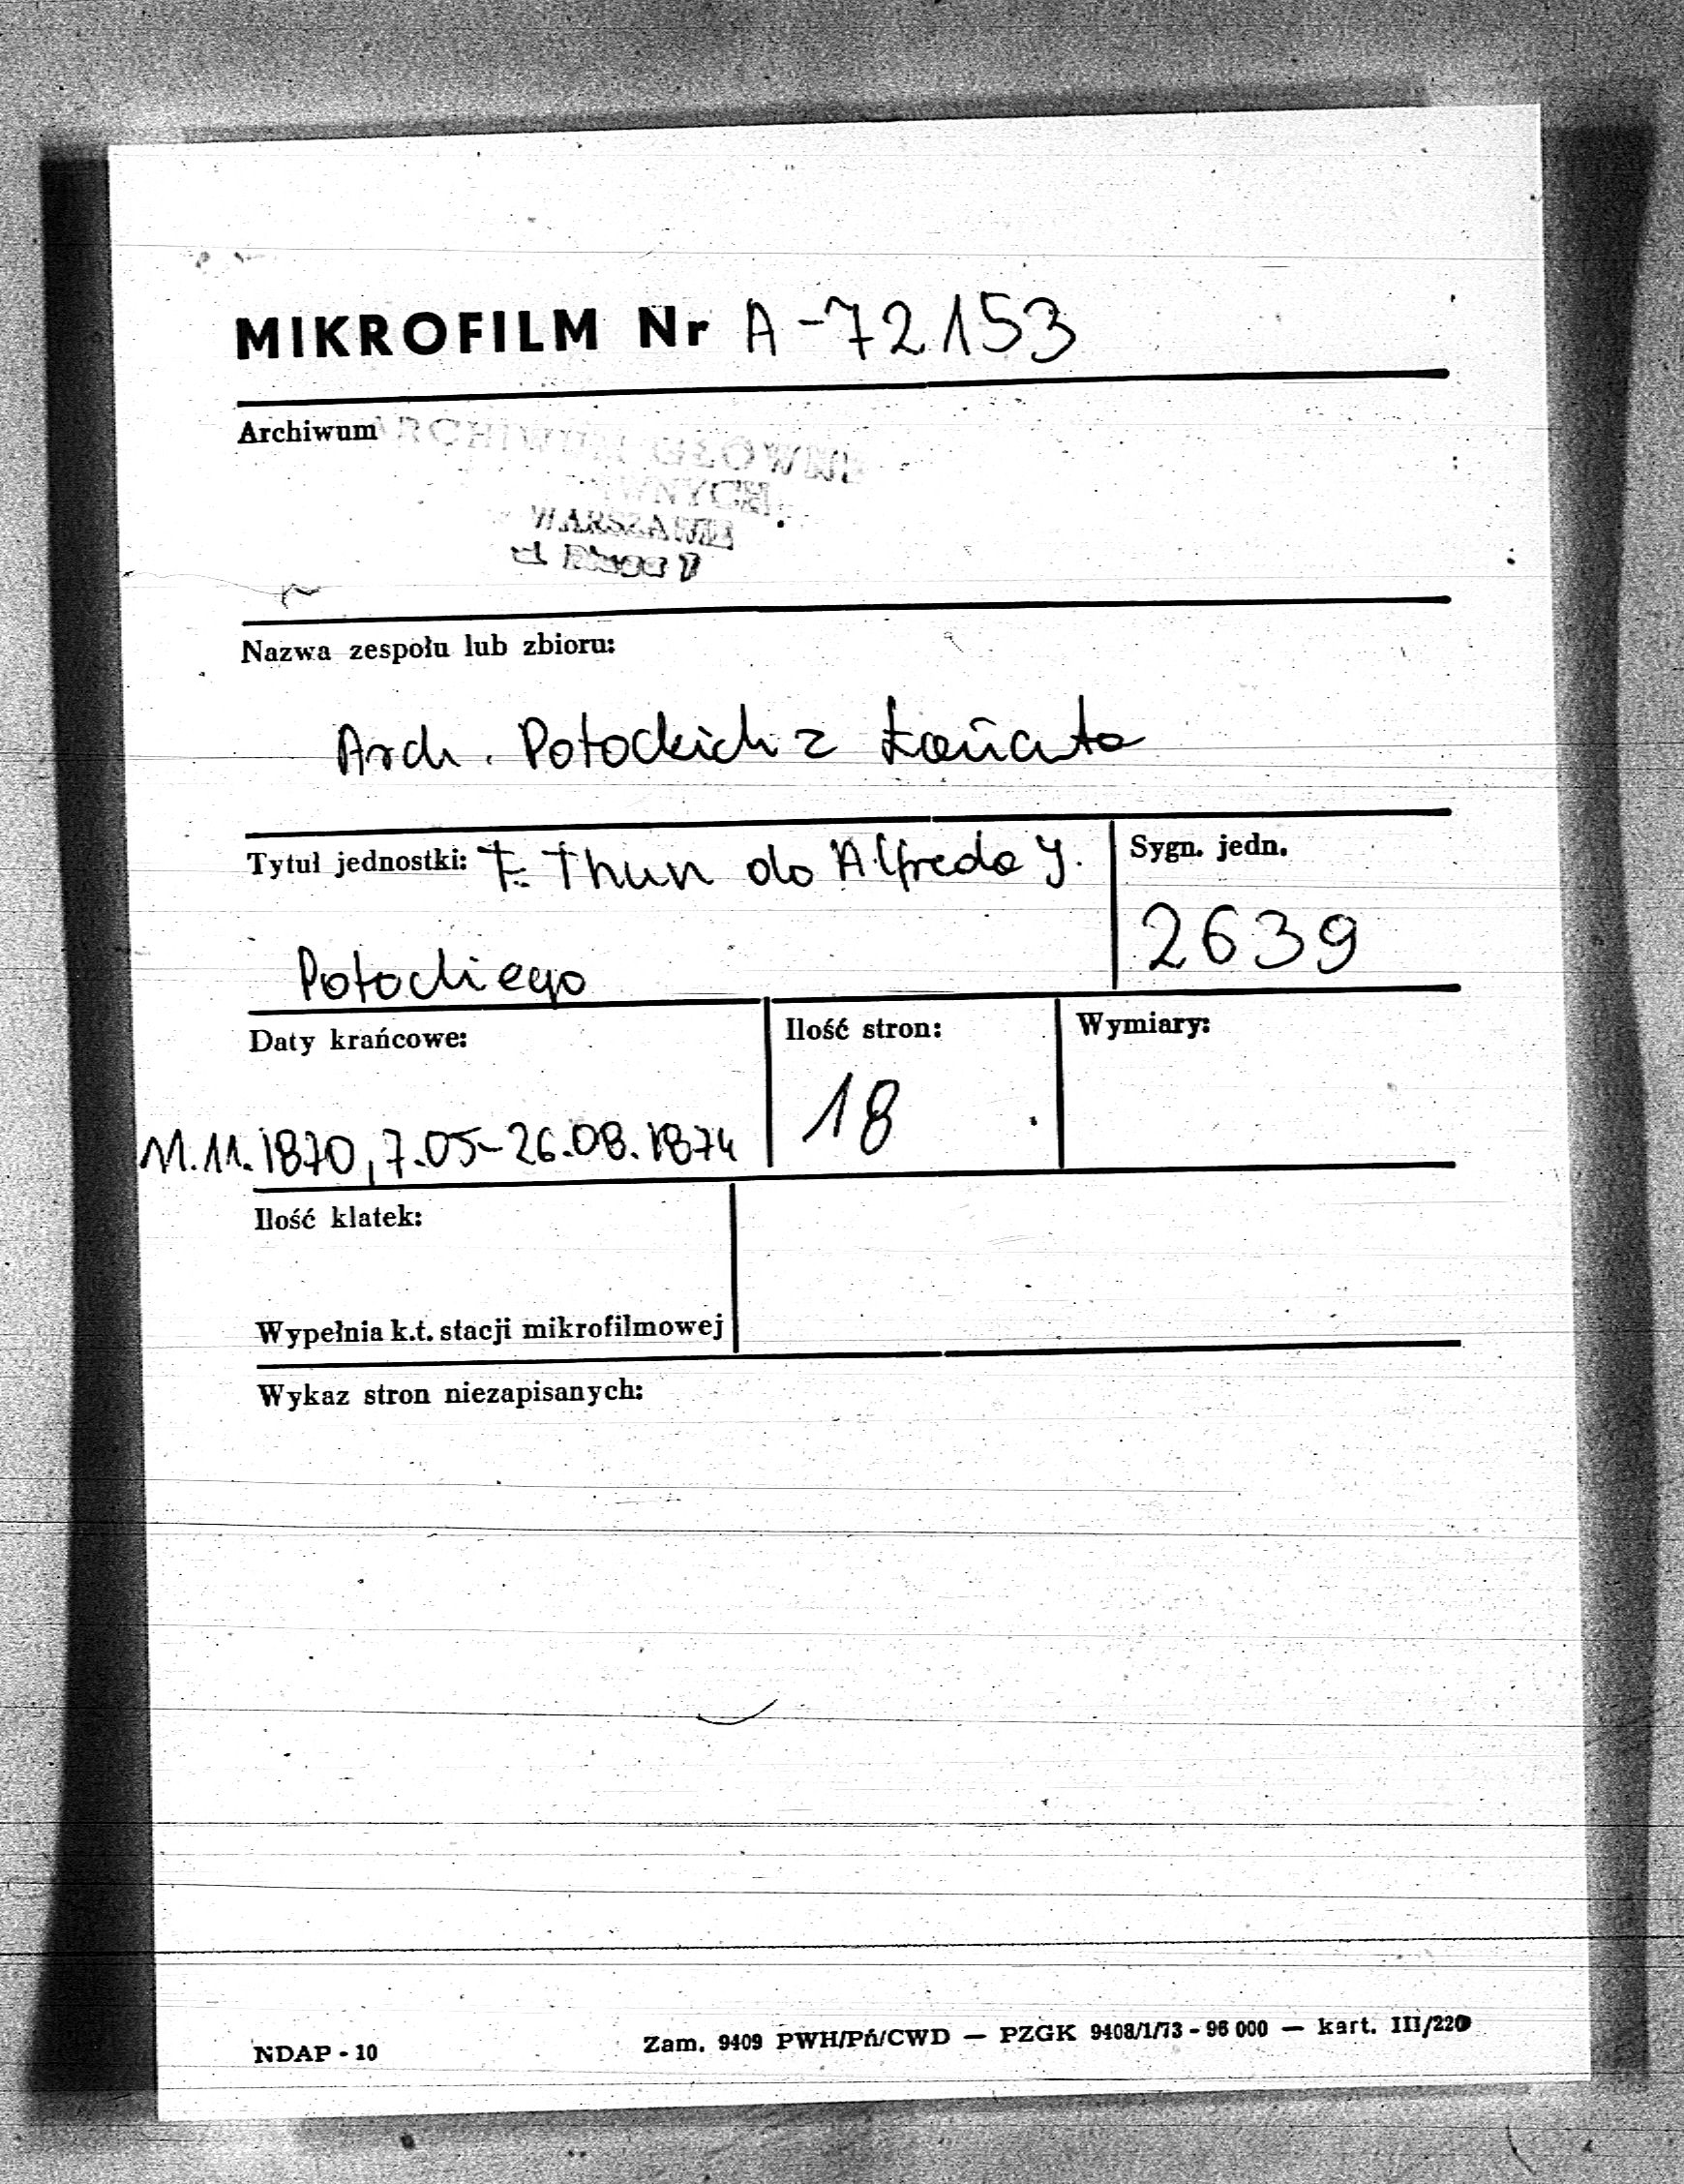 MIKROFILM Nr A-72153
Archiwum ARCHIWUM GŁÓWNE
WARSZAWIE
Nazwa zespołu lub zbioru:
Arch. Potockich z Łańcuta
Tytuł jednostki: F. Thun do Alfreda J.
Potockiego
Sygn. jedn.
2639
Daty krańcowe:
11.11.1870, 7.05-26.08.1874
Ilość stron:
18
Wymiary:
Ilość klatek:
Wypełnia k.t. stacji mikrofilmowej
Wykaz stron niezapisanych:
NDAP - 10
Zam. 9409 PWH/Pń/CWD — PZGK 9408/1/73 - 96 000 — kart. III/220